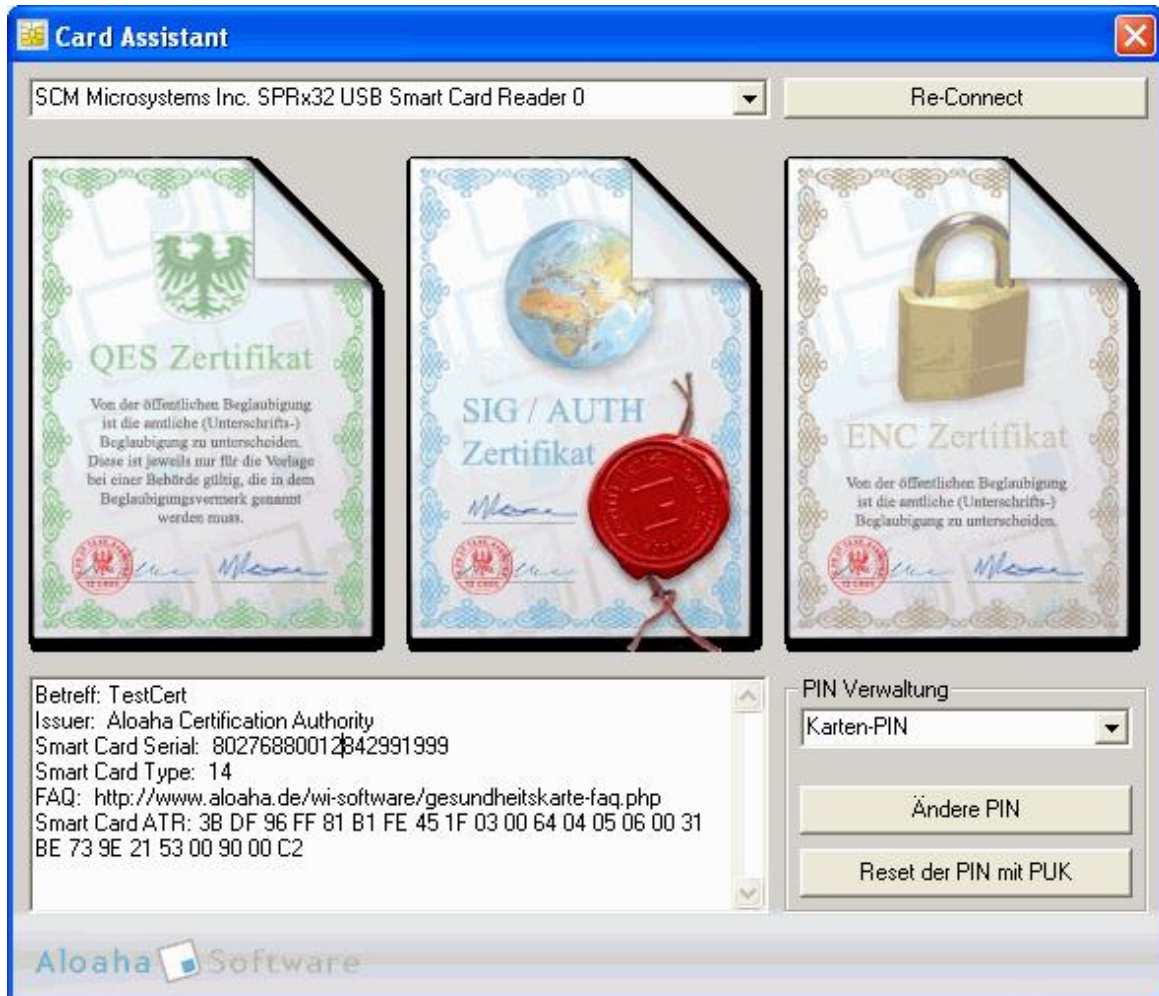 Card Assistant
SCM Microsystems Inc. SPRx32 USB Smart Card Reader 0
Re-Connect
QES Zertifikat
Von der öffentlichen Beglaubigung
ist die amtliche (Unterschrifts-)
Beglaubigung zu unterscheiden.
Diese ist jeweils nur für die Vorlage
bei einer Behörde gültig, die in dem
Beglaubigungsvermerk genannt
werden muss.
SIG / AUTH
Zertifikat
ENC Zertifikat
Von der öffentlichen Beglaubigung
ist die amtliche (Unterschrifts-)
Beglaubigung zu unterscheiden.
Betreff: TestCert
Issuer: Aloaha Certification Authority
Smart Card Serial: 80276880012842991999
Smart Card Type: 14
FAQ: http://www.aloaha.de/wi-software/gesundheitskarte-faq.php
Smart Card ATR: 3B DF 96 FF 81 B1 FE 45 1F 03 00 64 04 05 06 00 31
BE 73 9E 21 53 00 90 00 C2
PIN Verwaltung
Karten-PIN
Ändere PIN
Reset der PIN mit PUK
Aloaha Software